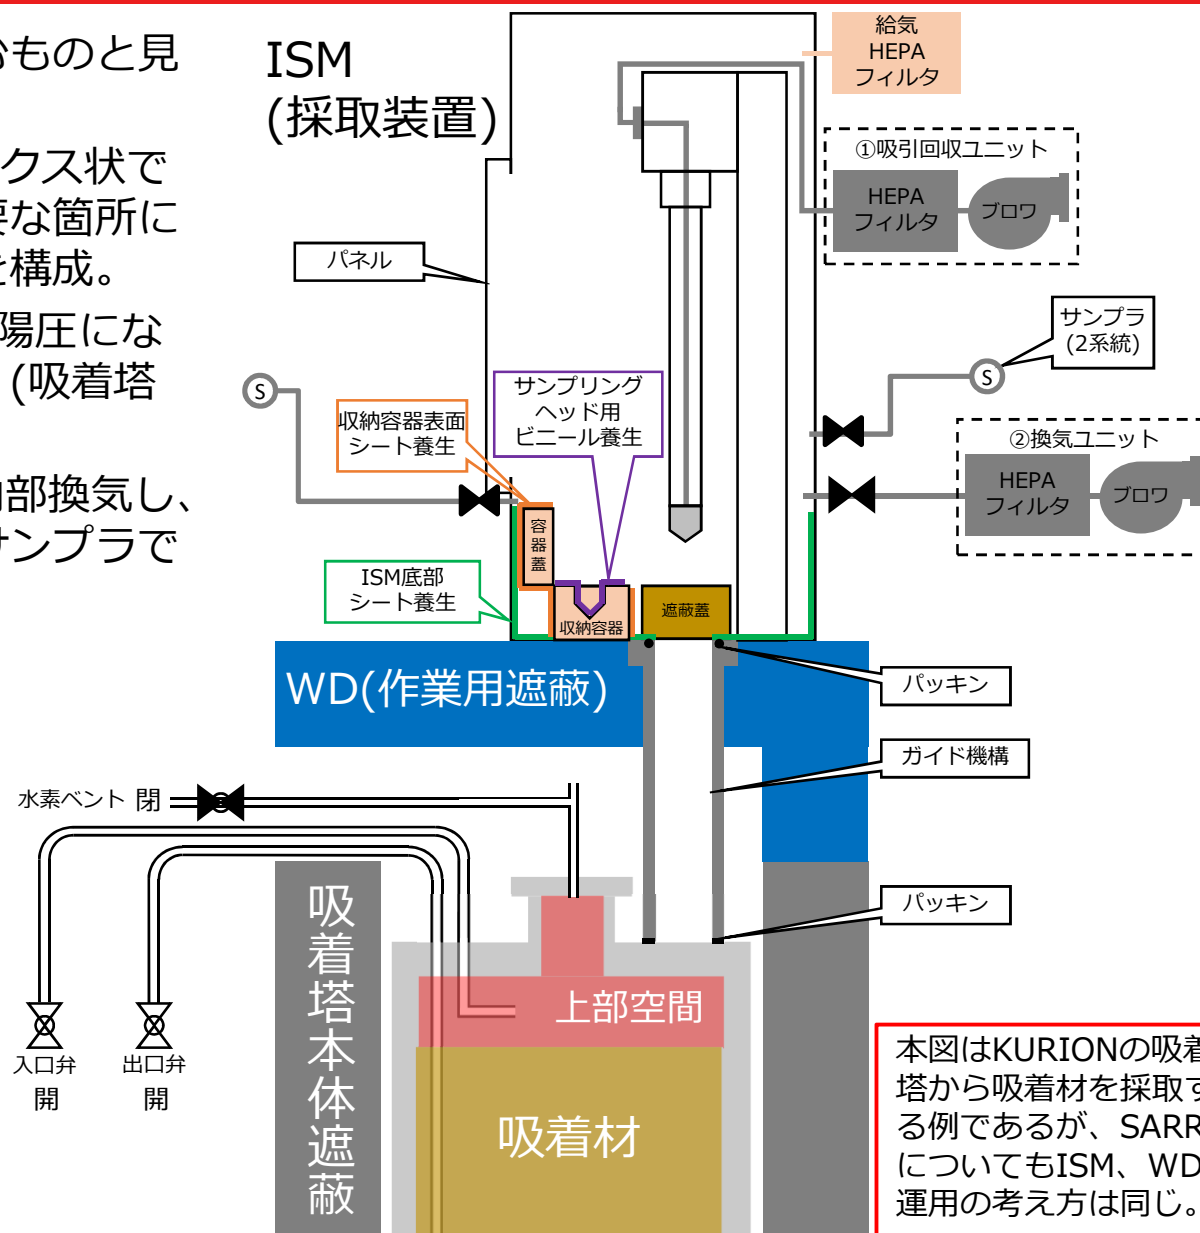 むものと見
クス状で
要な箇所に
を構成。
陽圧にな
(吸着塔
内部換気し、
サンプラで
ISM
(採取装置)
給気
HEPA
フィルタ
①吸引回収ユニット
HEPA
フィルタ
ブロワ
パネル
サンプラ
(2系統)
S
S
サンプリング
ヘッド用
ビニール養生
収納容器表面
シート養生
②換気ユニット
HEPA
フィルタ
ブロワ
容器蓋
ISM底部
シート養生
収納容器
遮蔽蓋
WD(作業用遮蔽)
パッキン
ガイド機構
水素ベント 閉
パッキン
吸着塔本体遮蔽
上部空間
吸着材
入口弁
開
出口弁
開
本図はKURIONの吸着
塔から吸着材を採取す
る例であるが、SARR
についてもISM、WD
運用の考え方は同じ。